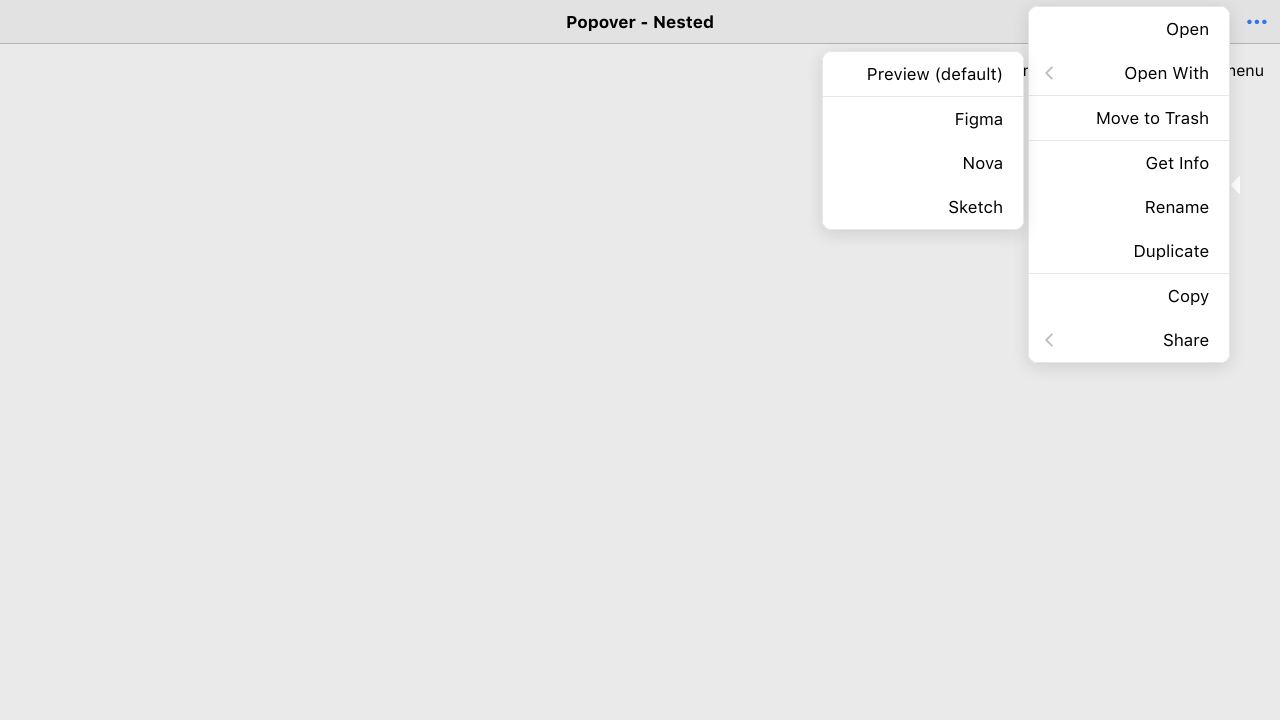 Popover - Nested
Open
Open With
Move to Trash
Get Info
Rename
Duplicate
Copy
Share
Preview (default)
Figma
Nova
Sketch